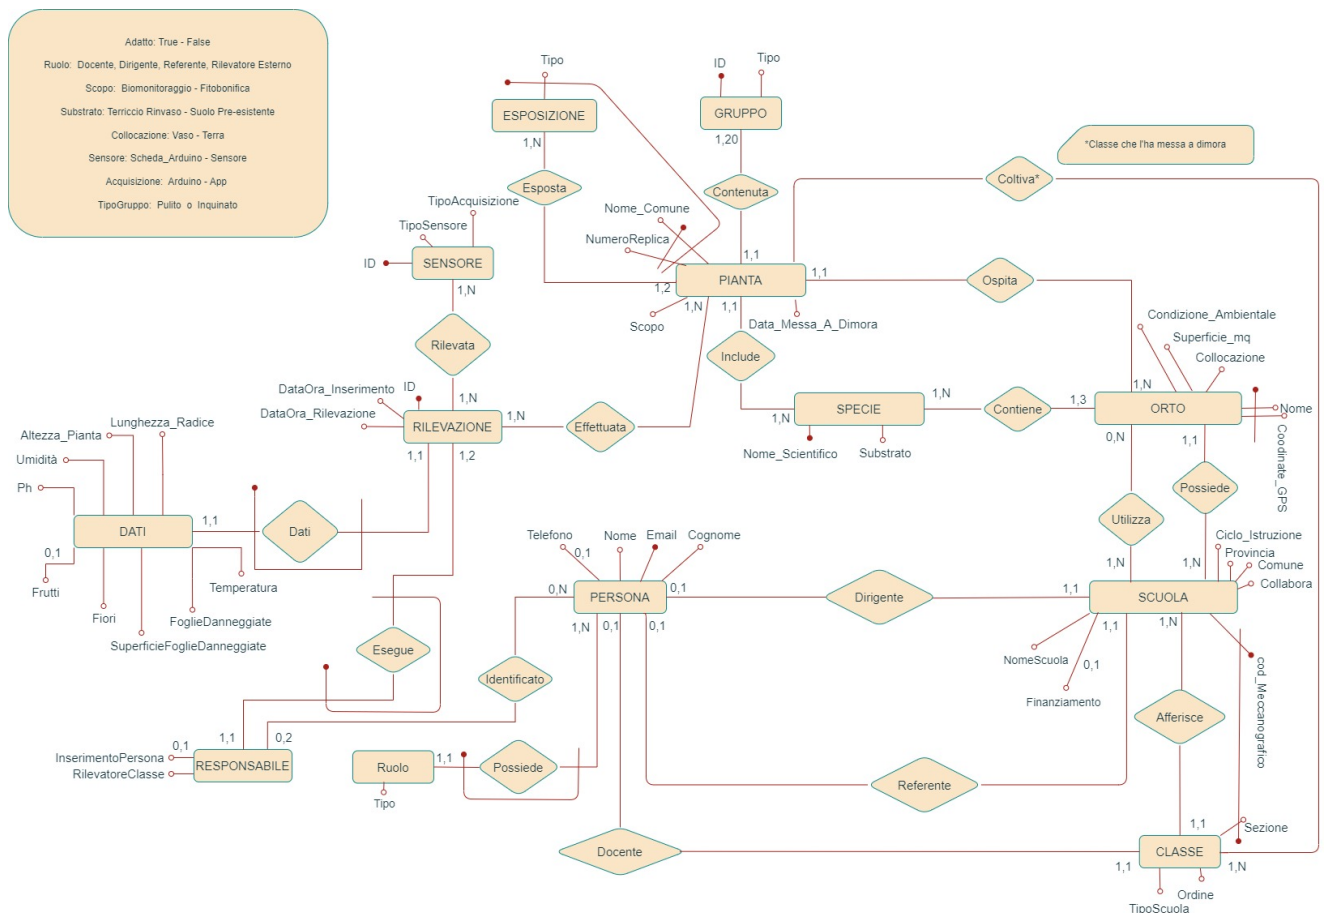 Adatto: True - False
Ruolo: Docente, Dirigente, Referente, Rilevatore Esterno
Scopo: Biomonitoraggio - Fitobonifica
Substrato: Terriccio Rinvaso - Suolo Pre-esistente
Collocazione: Vaso - Terra
Sensore: Scheda_Arduino - Sensore
Acquisizione: Arduino - App
TipoGruppo: Pulito o Inquinato
Tipo
ESPOSIZIONE
1,N
Esposta
ID
Tipo
GRUPPO
1,20
Contenuta
*Classe che l'ha messa a dimora
Coltiva*
TipoAcquisizione
TipoSensore
ID
SENSORE
1,N
Nome_Comune
NumeroReplica
1,1
PIANTA
1,1
1,2
1,N
1,1
Scopo
Data_Messa_A_Dimora
Ospita
Rilevata
Include
Condizione_Ambientale
Superficie_mq
Collocazione
DataOra_Inserimento
ID
DataOra_Rilevazione
1,N
RILEVAZIONE
1,N
1,1
1,2
Effettuata
1,N
SPECIE
1,N
Nome_Scientifico
Substrato
Contiene
1,3
1,N
ORTO
0,N
1,1
Nome
Coodinate_GPS
Altezza_Pianta
Lunghezza_Radice
Umidità
Ph
DATI
1,1
Dati
0,1
Frutti
Fiori
SuperficieFoglieDanneggiate
FoglieDanneggiate
Temperatura
Utilizza
Possiede
Telefono
0,1
Nome
Email
Cognome
0,N
PERSONA
0,1
1,N
0,1
0,1
Dirigente
1,1
1,N
1,N
SCUOLA
1,1
1,N
Ciclo_Istruzione
Provincia
Comune
Collabora
NomeScuola
0,1
Finanziamento
cod_Meccanografico
Esegue
Identificato
Afferisce
InserimentoPersona
0,1
RilevatoreClasse
1,1
0,2
RESPONSABILE
Ruolo
1,1
Tipo
Possiede
Referente
Docente
1,1
CLASSE
1,1
1,N
Sezione
Ordine
TipoScuola